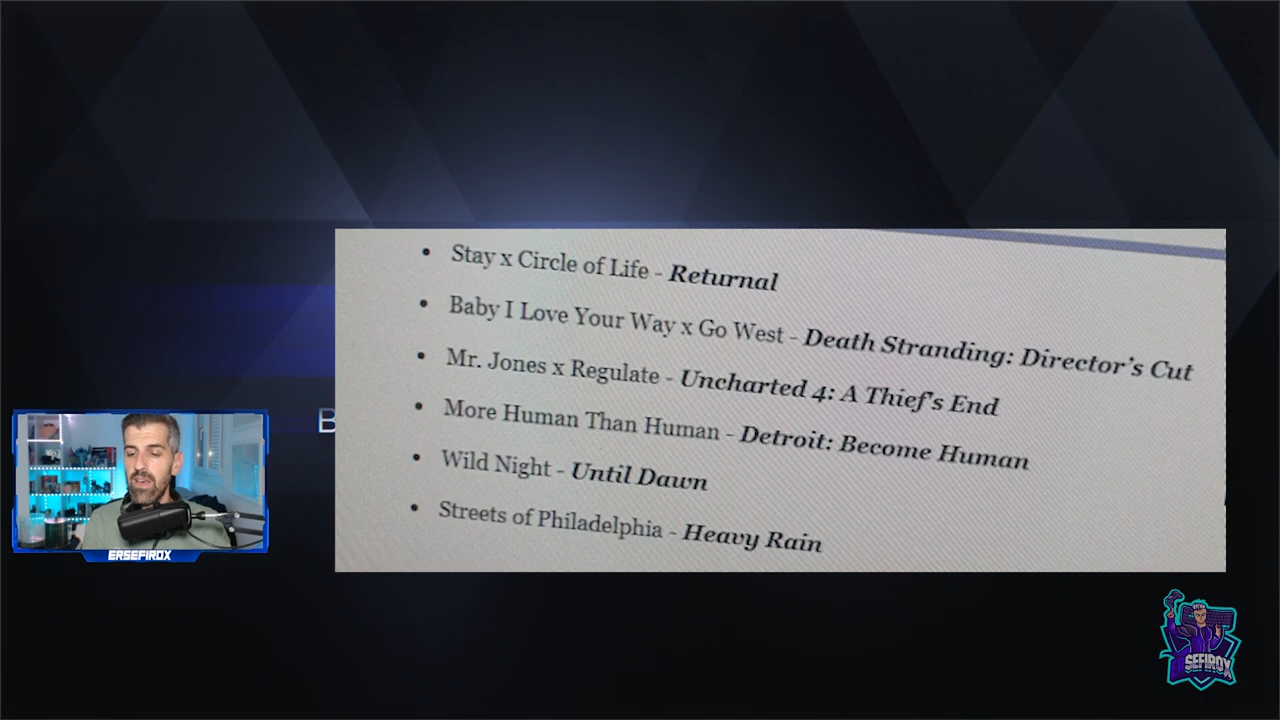 Stay x Circle of Life - Returnal
Baby I Love Your Way x Go West - Death Stranding: Director's Cut
Mr. Jones x Regulate - Uncharted 4: A Thief's End
B
More Human Than Human - Detroit: Become Human
Wild Night - Until Dawn
Streets of Philadelphia - Heavy Rain
ERSEFIROX
SEFIROX